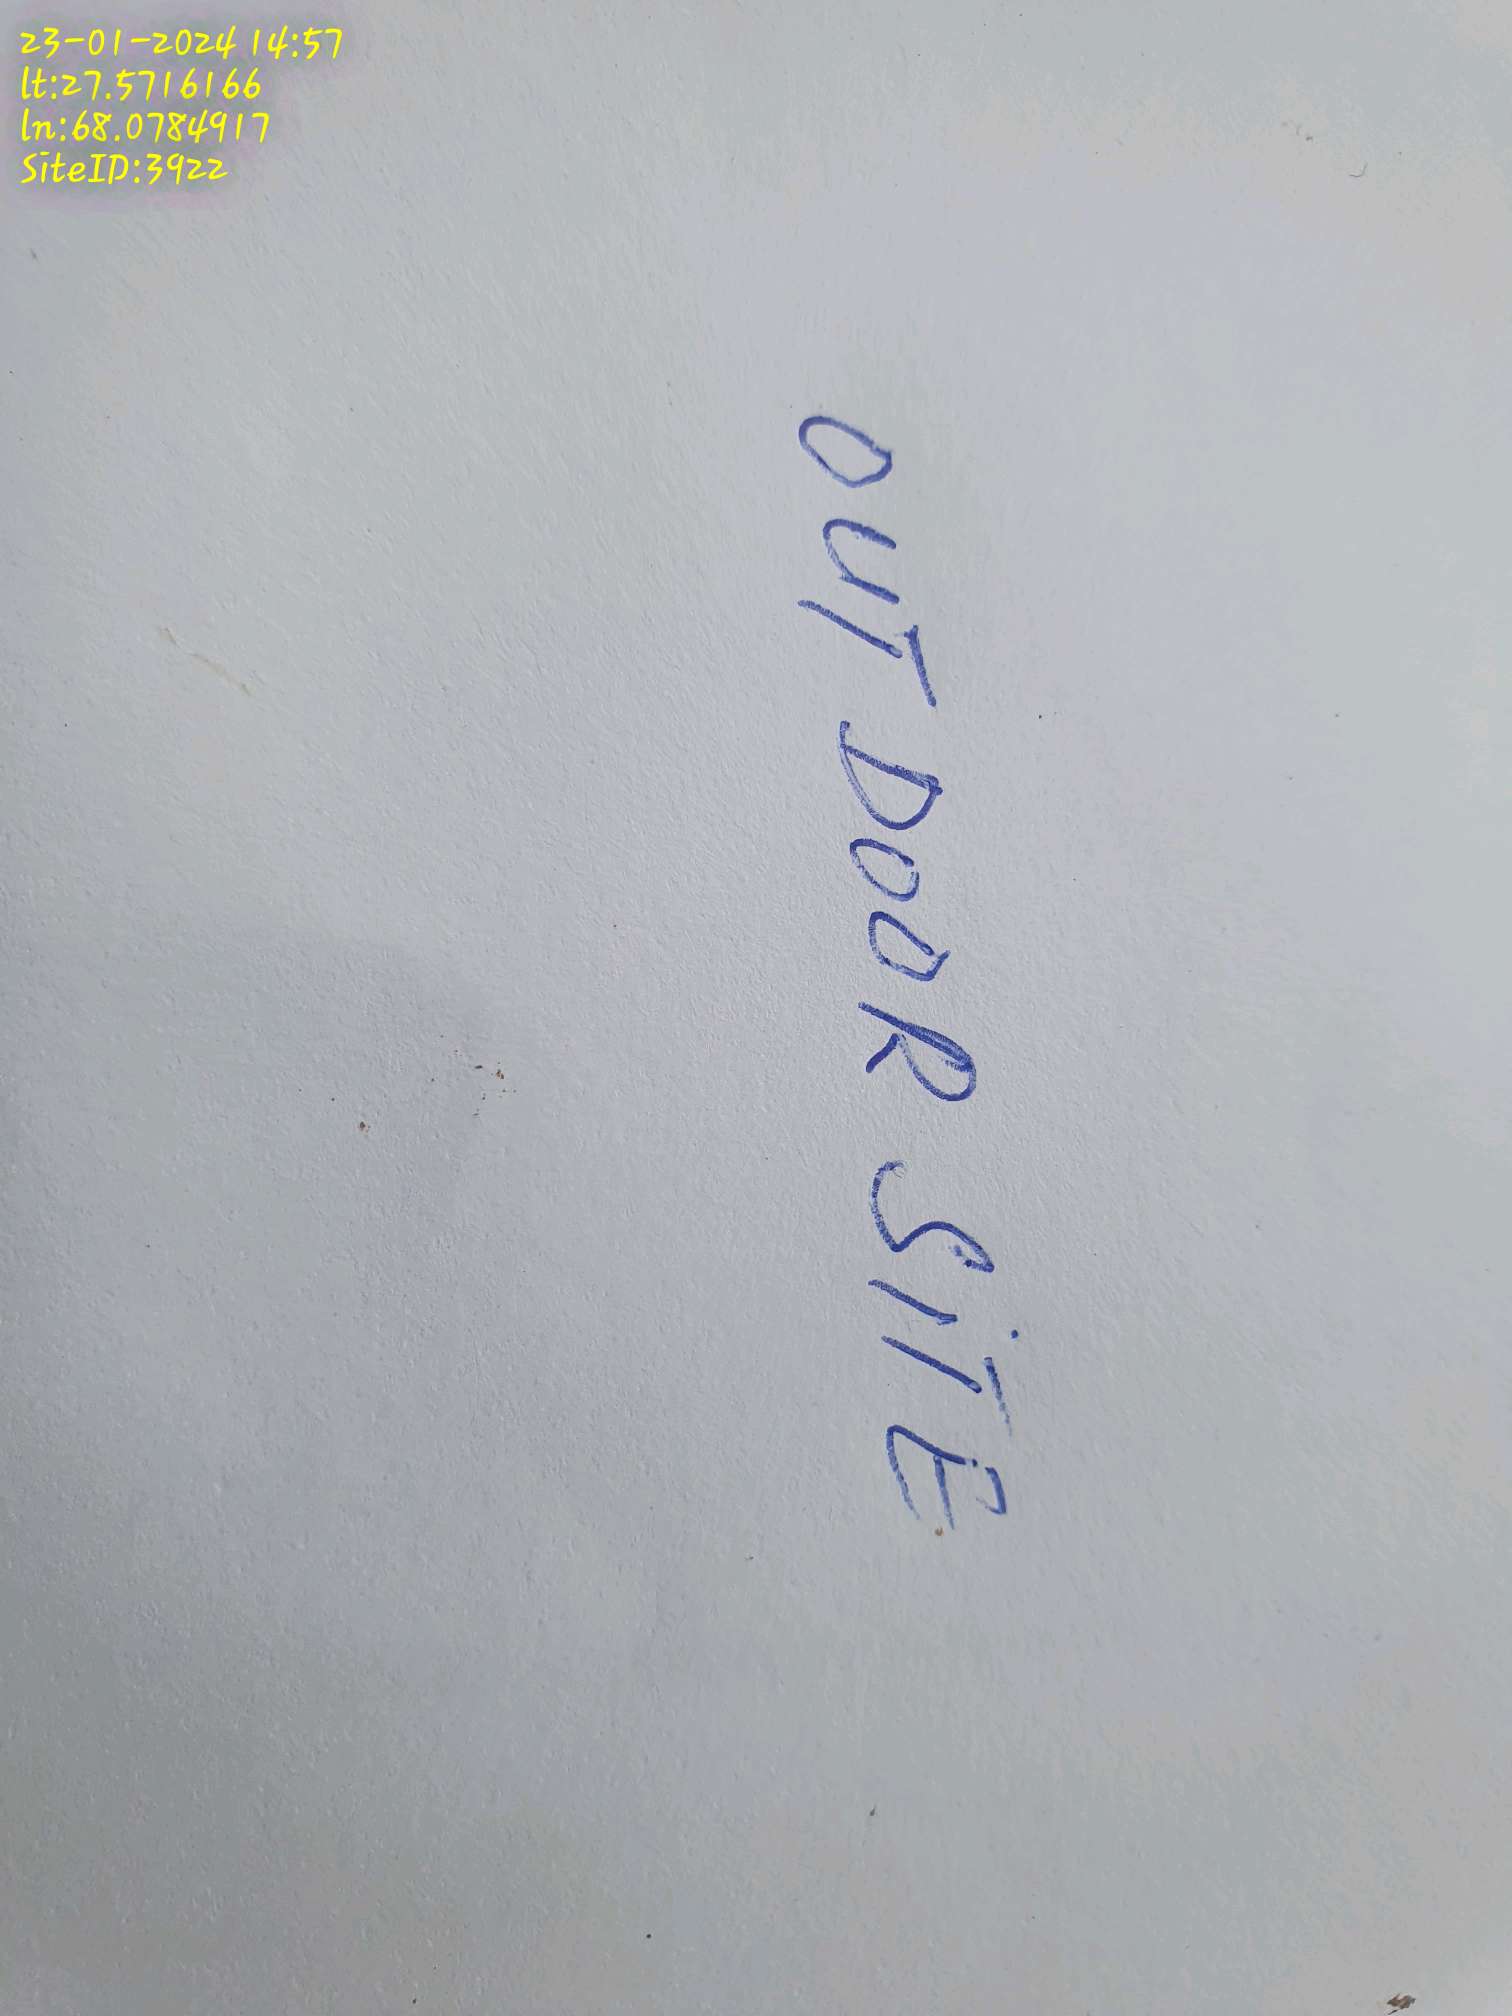 23-01-2024 14:57
lt:27.5716166
ln:68.0784917
SiteID:3922
OUT DOOR SiTE